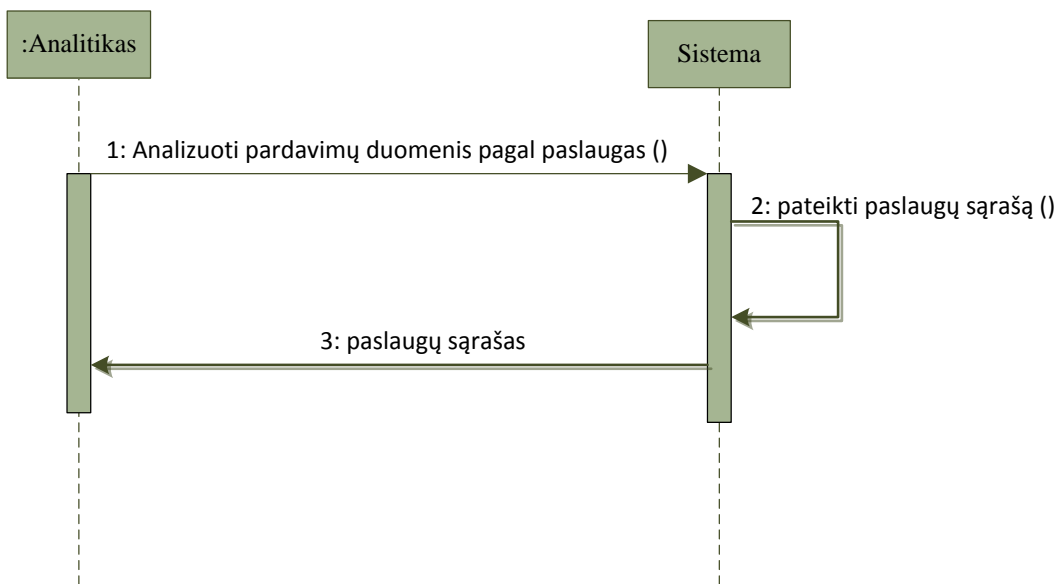 :Analitikas
Sistema
1: Analizuoti pardavimų duomenis pagal paslaugas ()
2: pateikti paslaugų sąrašą ()
3: paslaugų sąrašas